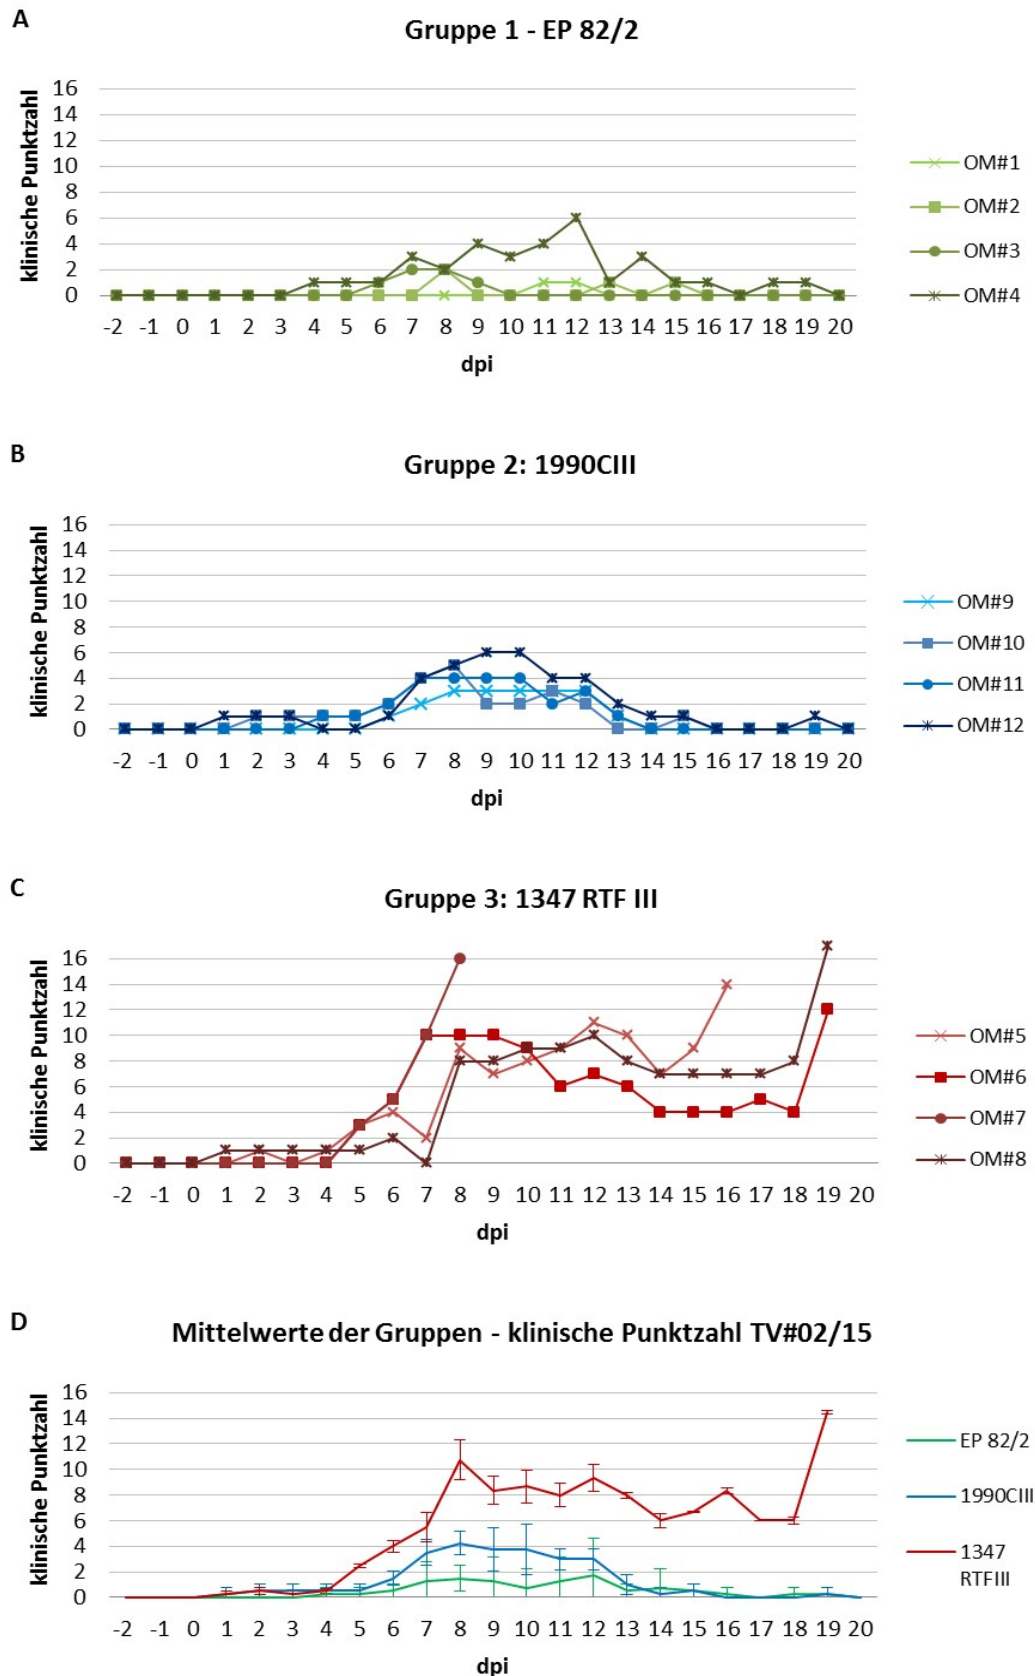 A
Gruppe 1 - EP 82/2
klinische Punktzahl
16
14
12
10
8
6
4
2
0
-2 -1 0 1 2 3 4 5 6 7 8 9 10 11 12 13 14 15 16 17 18 19 20
dpi
OM#1
OM#2
OM#3
OM#4
B
Gruppe 2: 1990CIII
klinische Punktzahl
16
14
12
10
8
6
4
2
0
-2 -1 0 1 2 3 4 5 6 7 8 9 10 11 12 13 14 15 16 17 18 19 20
dpi
OM#9
OM#10
OM#11
OM#12
C
Gruppe 3: 1347 RTF III
klinische Punktzahl
16
14
12
10
8
6
4
2
0
-2 -1 0 1 2 3 4 5 6 7 8 9 10 11 12 13 14 15 16 17 18 19 20
dpi
OM#5
OM#6
OM#7
OM#8
D
Mittelwerte der Gruppen - klinische Punktzahl TV#02/15
klinische Punktzahl
16
14
12
10
8
6
4
2
0
-2 -1 0 1 2 3 4 5 6 7 8 9 10 11 12 13 14 15 16 17 18 19 20
dpi
EP 82/2
1990CIII
1347
RTFIII